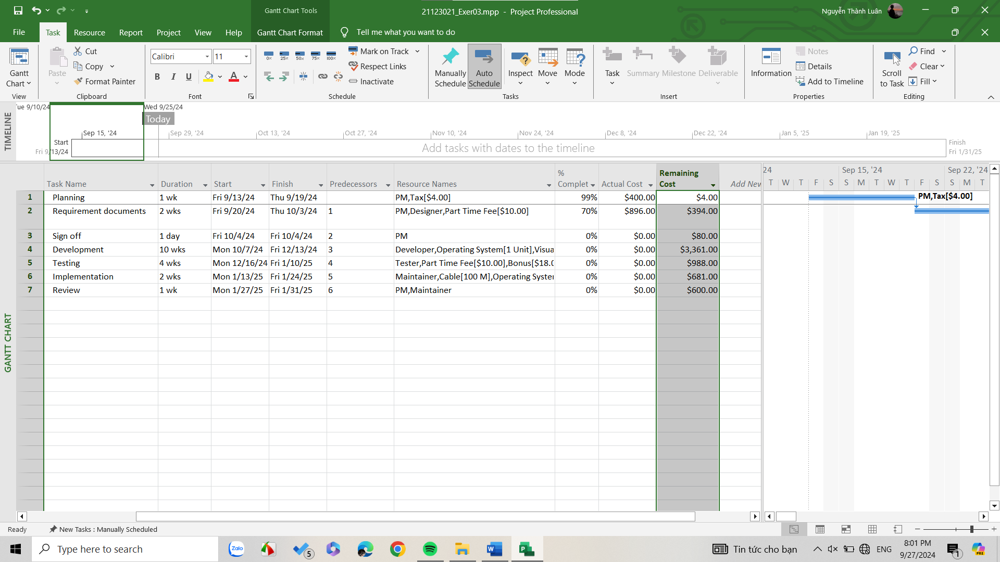 Gantt Chart Tools
21123021_Exer03.mpp - Project Professional
Nguyễn Thành Luân
File Task Resource Report Project View Help Gantt Chart Format Tell me what you want to do
Gantt Chart
View
Paste
Cut
Copy
Format Painter
Clipboard
Calibri 11
B I U A
Font
0% 25% 50% 75% 100%
Mark on Track
Respect Links
Inactivate
Schedule
Manually Schedule
Auto Schedule
Inspect Move Mode
Tasks
Task Summary Milestone Deliverable
Insert
Information
Notes
Details
Add to Timeline
Properties
Scroll to Task
Find
Clear
Fill
Editing
TIMELINE
Tue 9/10/24 Wed 9/25/24
Today
Sep 15, '24 Sep 29, '24 Oct 13, '24 Oct 27, '24 Nov 10, '24 Nov 24, '24 Dec 8, '24 Dec 22, '24 Jan 5, '25 Jan 19, '25
Start
Fri 9/13/24
Add tasks with dates to the timeline
Finish
Fri 1/31/25
GANTT CHART
Task Name Duration Start Finish Predecessors Resource Names % Complet Actual Cost Remaining Cost Add New
24 Sep 15, '24 Sep 22, '24
T W T F S S M T W T F S S M T
1 Planning 1 wk Fri 9/13/24 Thu 9/19/24 PM,Tax[$4.00] 99% $400.00 $4.00
PM,Tax[$4.00]
2 Requirement documents 2 wks Fri 9/20/24 Thu 10/3/24 1 PM,Designer,Part Time Fee[$10.00] 70% $896.00 $394.00
3 Sign off 1 day Fri 10/4/24 Fri 10/4/24 2 PM 0% $0.00 $80.00
4 Development 10 wks Mon 10/7/24 Fri 12/13/24 3 Developer,Operating System[1 Unit],Visua 0% $0.00 $3,361.00
5 Testing 4 wks Mon 12/16/24 Fri 1/10/25 4 Tester,Part Time Fee[$10.00],Bonus[$18.0 0% $0.00 $988.00
6 Implementation 2 wks Mon 1/13/25 Fri 1/24/25 5 Maintainer,Cable[100 M],Operating Syster 0% $0.00 $681.00
7 Review 1 wk Mon 1/27/25 Fri 1/31/25 6 PM,Maintainer 0% $0.00 $600.00
Ready New Tasks : Manually Scheduled
Type here to search
Zalo
5
Tin tức cho bạn
ENG
8:01 PM
9/27/2024
1
PRE